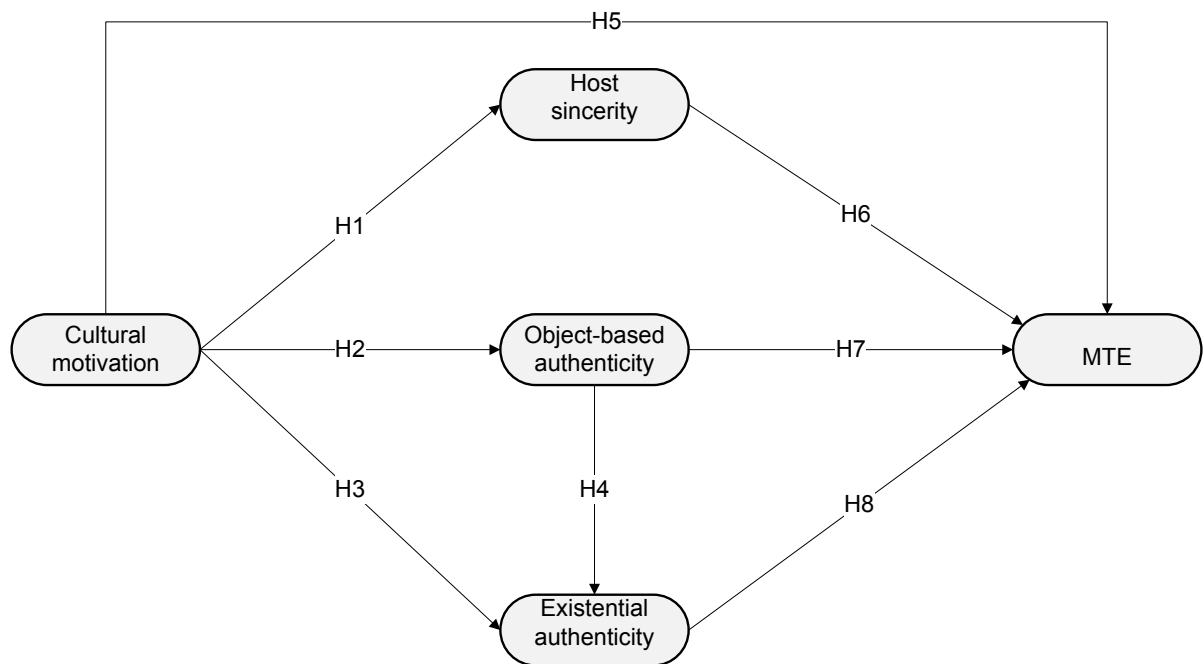 H5
Host
sincerity
H1
H6
Cultural
motivation
H2
Object-based
authenticity
H7
MTE
H3
H4
H8
Existential
authenticity